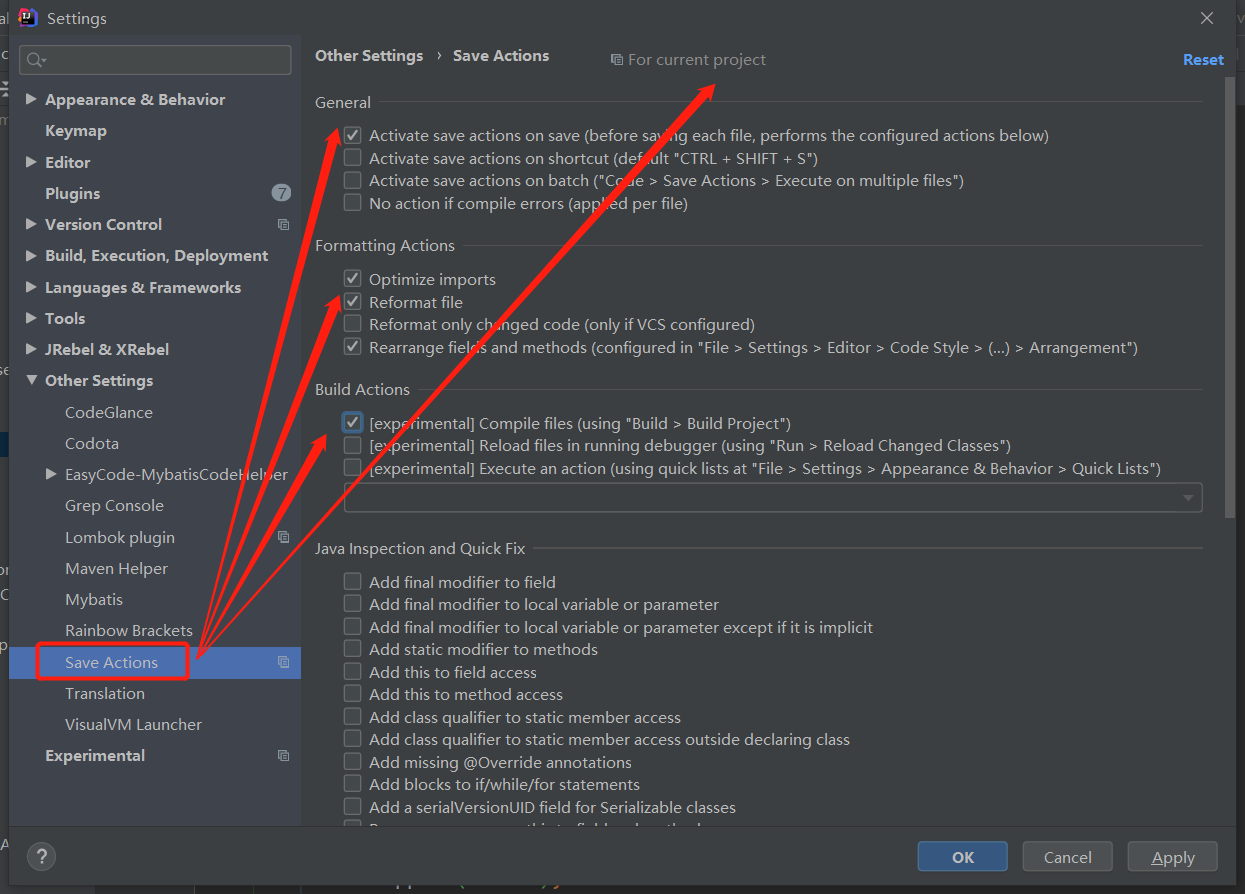 Settings
Other Settings › Save Actions For current project Reset
Appearance & Behavior
Keymap
Editor
Plugins 7
Version Control
Build, Execution, Deployment
Languages & Frameworks
Tools
JRebel & XRebel
Other Settings
CodeGlance
Codota
EasyCode-MybatisCodeHelper
Grep Console
Lombok plugin
Maven Helper
Mybatis
Rainbow Brackets
Save Actions
Translation
VisualVM Launcher
Experimental
General
Activate save actions on save (before saving each file, performs the configured actions below)
Activate save actions on shortcut (default "CTRL + SHIFT + S")
Activate save actions on batch ("Code > Save Actions > Execute on multiple files")
No action if compile errors (applied per file)
Formatting Actions
Optimize imports
Reformat file
Reformat only changed code (only if VCS configured)
Rearrange fields and methods (configured in "File > Settings > Editor > Code Style > (...) > Arrangement")
Build Actions
[experimental] Compile files (using "Build > Build Project")
[experimental] Reload files in running debugger (using "Run > Reload Changed Classes")
[experimental] Execute an action (using quick lists at "File > Settings > Appearance & Behavior > Quick Lists")
Java Inspection and Quick Fix
Add final modifier to field
Add final modifier to local variable or parameter
Add final modifier to local variable or parameter except if it is implicit
Add static modifier to methods
Add this to field access
Add this to method access
Add class qualifier to static member access
Add class qualifier to static member access outside declaring class
Add missing @Override annotations
Add blocks to if/while/for statements
Add a serialVersionUID field for Serializable classes
?
OK Cancel Apply